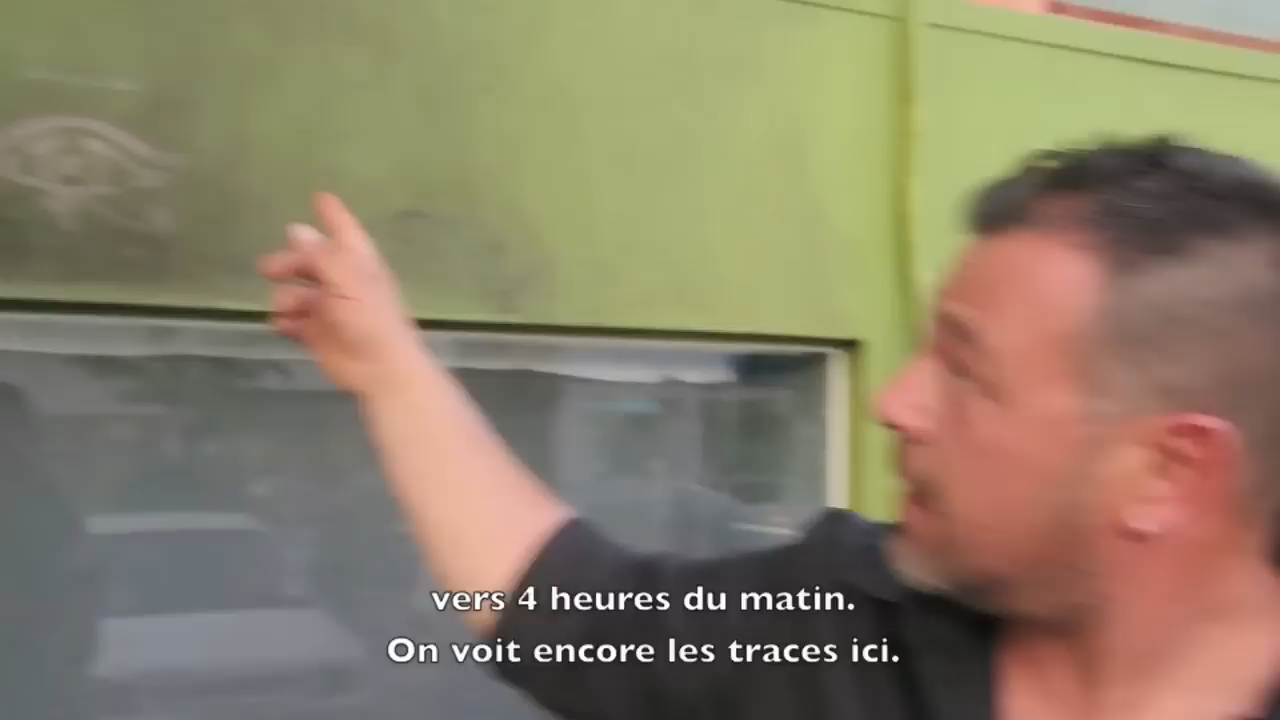 vers 4 heures du matin.
On voit encore les traces ici.